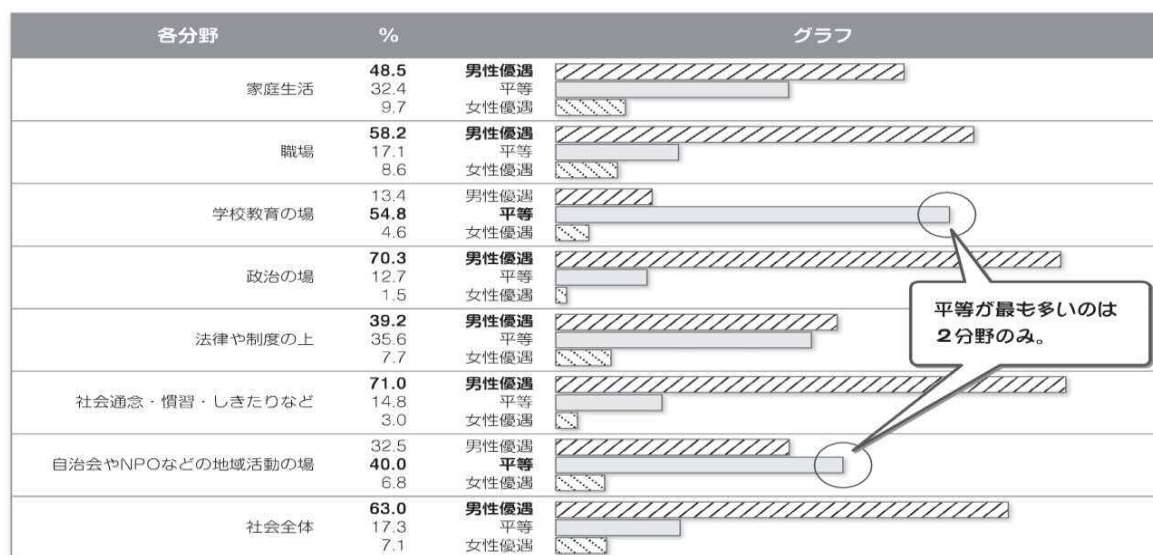 各分野 % グラフ
家庭生活
48.5 男性優遇
32.4 平等
9.7 女性優遇
職場
58.2 男性優遇
17.1 平等
8.6 女性優遇
学校教育の場
13.4 男性優遇
54.8 平等
4.6 女性優遇
政治の場
70.3 男性優遇
12.7 平等
1.5 女性優遇
法律や制度の上
39.2 男性優遇
35.6 平等
7.7 女性優遇
社会通念・慣習・しきたりなど
71.0 男性優遇
14.8 平等
3.0 女性優遇
自治会やNPOなどの地域活動の場
32.5 男性優遇
40.0 平等
6.8 女性優遇
社会全体
63.0 男性優遇
17.3 平等
7.1 女性優遇
平等が最も多いのは
2分野のみ。